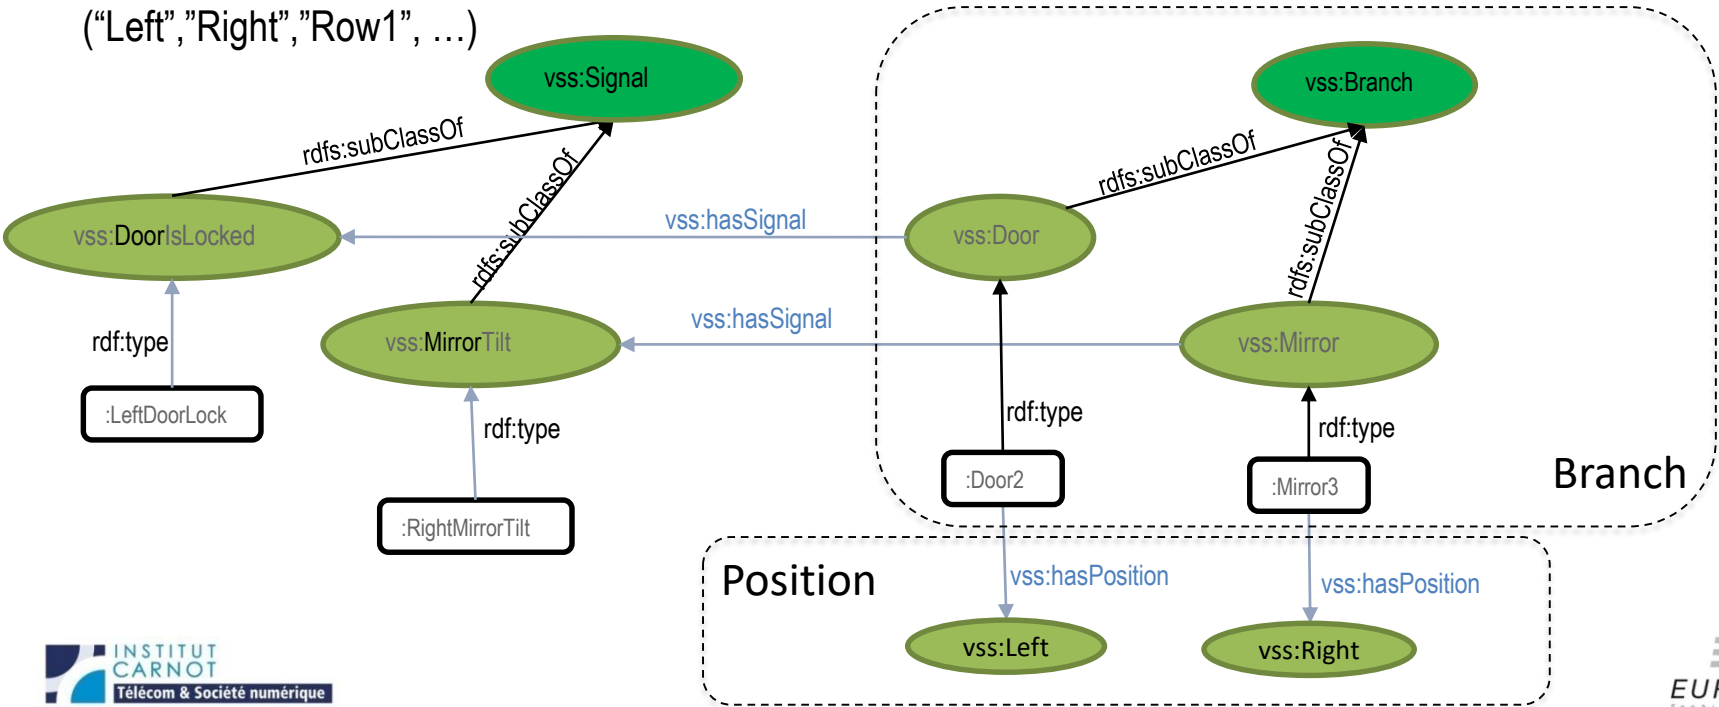 (“Left”,”Right”,”Row1”, …)
vss:Signal
vss:Branch
rdfs:subClassOf
rdfs:subClassOf
rdfs:subClassOf
rdfs:subClassOf
vss:DoorIsLocked
vss:hasSignal
vss:Door
vss:MirrorTilt
vss:hasSignal
vss:Mirror
rdf:type
:LeftDoorLock
rdf:type
rdf:type
rdf:type
:Door2
:Mirror3
Branch
:RightMirrorTilt
Position
vss:hasPosition
vss:hasPosition
vss:Left
vss:Right
INSTITUT
CARNOT
Télécom & Société numérique